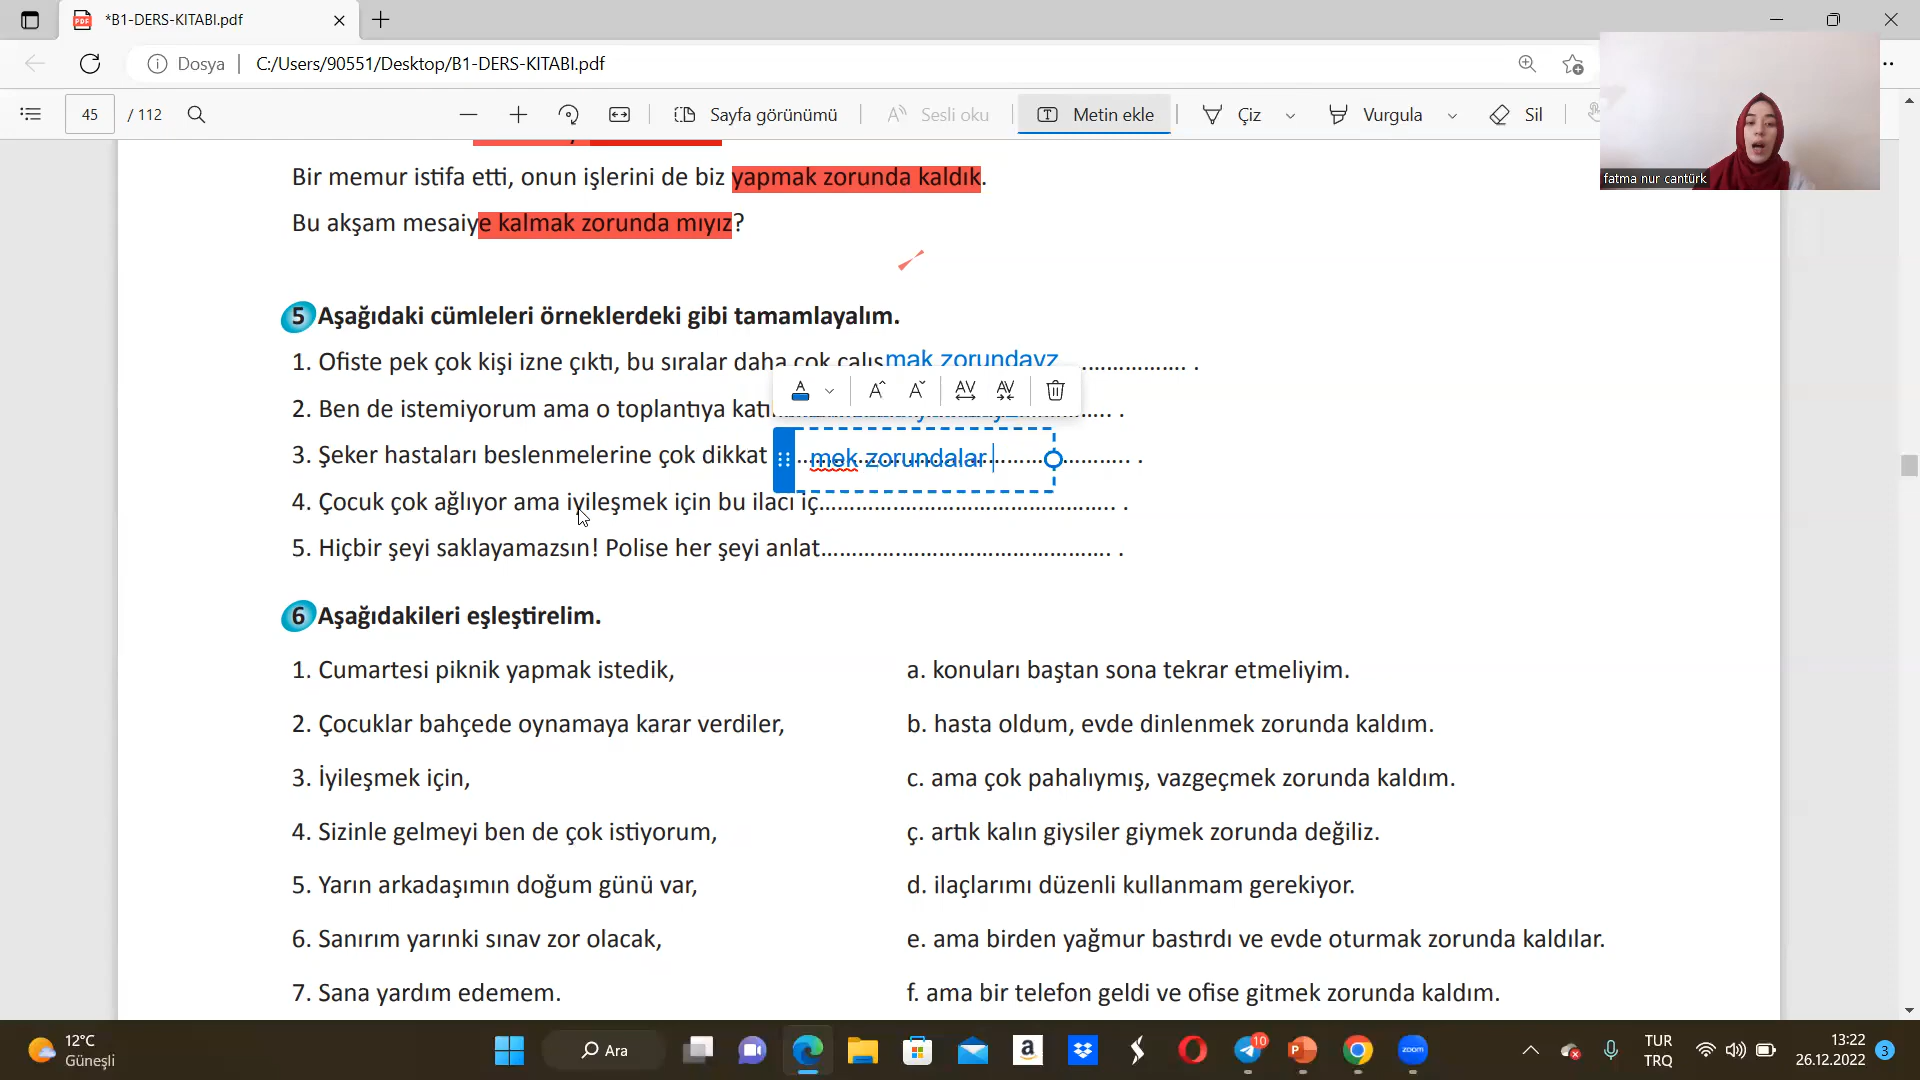 *B1-DERS-KITABI.pdf
Dosya
C:/Users/90551/Desktop/B1-DERS-KITABI.pdf
45 / 112
Sayfa görünümü
Sesli oku
Metin ekle
Çiz
Vurgula
Sil
fatma nur cantürk
Bir memur istifa etti, onun işlerini de biz yapmak zorunda kaldık.
Bu akşam mesaiye kalmak zorunda mıyız?
5 Aşağıdaki cümleleri örneklerdeki gibi tamamlayalım.
1. Ofiste pek çok kişi izne çıktı, bu sıralar daha çok çalışmak zorundayz ................ .
2. Ben de istemiyorum ama o toplantıya katıl
3. Şeker hastaları beslenmelerine çok dikkat mek zorundalar ........... .
4. Çocuk çok ağlıyor ama iyileşmek için bu ilacı iç............................................. .
5. Hiçbir şeyi saklayamazsın! Polise her şeyi anlat............................................. .
6 Aşağıdakileri eşleştirelim.
1. Cumartesi piknik yapmak istedik,
a. konuları baştan sona tekrar etmeliyim.
2. Çocuklar bahçede oynamaya karar verdiler,
b. hasta oldum, evde dinlenmek zorunda kaldım.
3. İyileşmek için,
c. ama çok pahalıymış, vazgeçmek zorunda kaldım.
4. Sizinle gelmeyi ben de çok istiyorum,
ç. artık kalın giysiler giymek zorunda değiliz.
5. Yarın arkadaşımın doğum günü var,
d. ilaçlarımı düzenli kullanmam gerekiyor.
6. Sanırım yarınki sınav zor olacak,
e. ama birden yağmur bastırdı ve evde oturmak zorunda kaldılar.
7. Sana yardım edemem.
f. ama bir telefon geldi ve ofise gitmek zorunda kaldım.
12°C
Güneşli
Ara
10
zoom
TUR
TRQ
13:22
26.12.2022
3